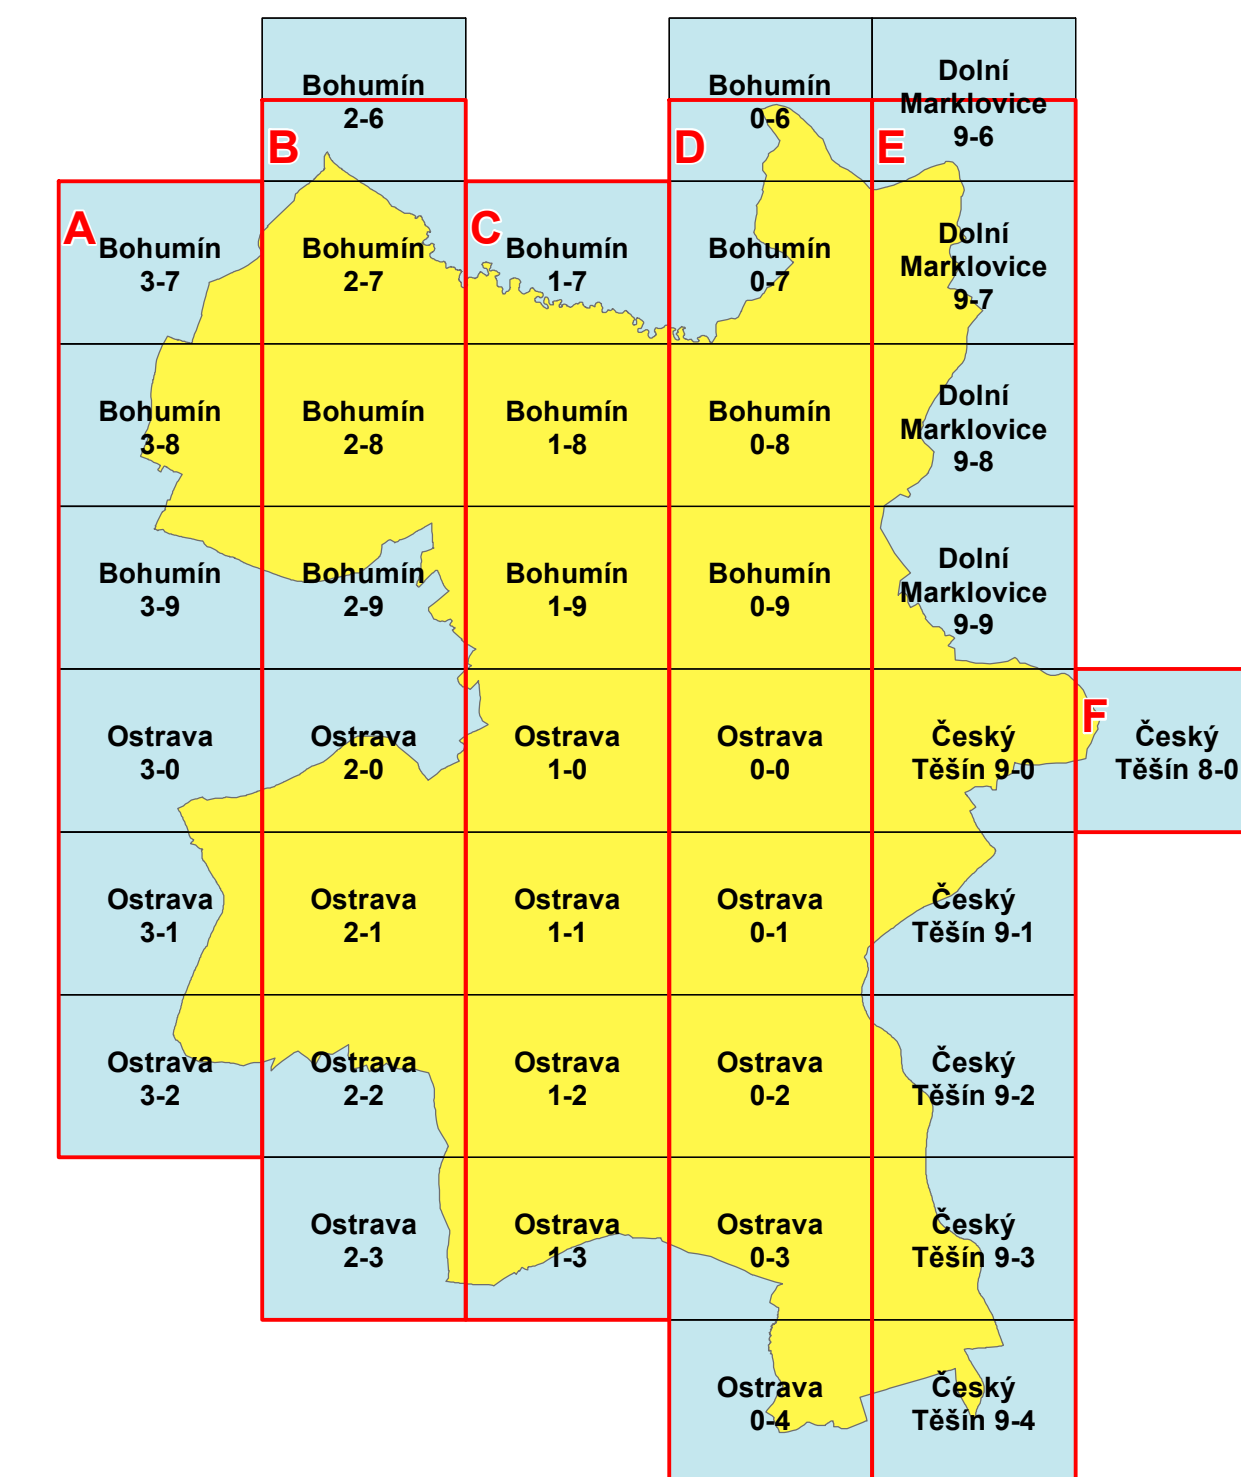 Bohumín
2-6
Bohumín
0-6
Dolní
Marklovice
9-6
B
D
E
A
Bohumín
3-7
Bohumín
2-7
C
Bohumín
1-7
Bohumín
0-7
Dolní
Marklovice
9-7
Bohumín
3-8
Bohumín
2-8
Bohumín
1-8
Bohumín
0-8
Dolní
Marklovice
9-8
Bohumín
3-9
Bohumín
2-9
Bohumín
1-9
Bohumín
0-9
Dolní
Marklovice
9-9
Ostrava
3-0
Ostrava
2-0
Ostrava
1-0
Ostrava
0-0
Český
Těšín 9-0
F
Český
Těšín 8-0
Ostrava
3-1
Ostrava
2-1
Ostrava
1-1
Ostrava
0-1
Český
Těšín 9-1
Ostrava
3-2
Ostrava
2-2
Ostrava
1-2
Ostrava
0-2
Český
Těšín 9-2
Ostrava
2-3
Ostrava
1-3
Ostrava
0-3
Český
Těšín 9-3
Ostrava
0-4
Český
Těšín 9-4